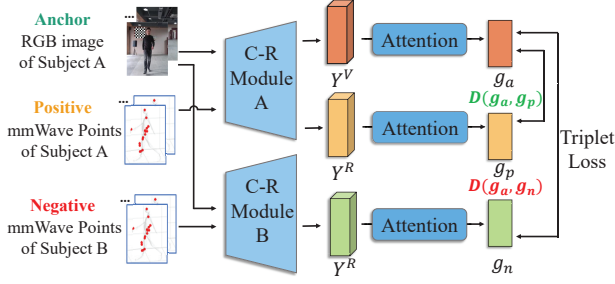 Anchor
RGB image
of Subject A
...
Positive
mmWave Points
of Subject A
...
Negative
mmWave Points
of Subject B
...
C-R
Module
A
C-R
Module
B
Y^V
Y^R
Y^R
Attention
Attention
Attention
g_a
D(g_a, g_p)
g_p
D(g_a, g_n)
g_n
Triplet
Loss